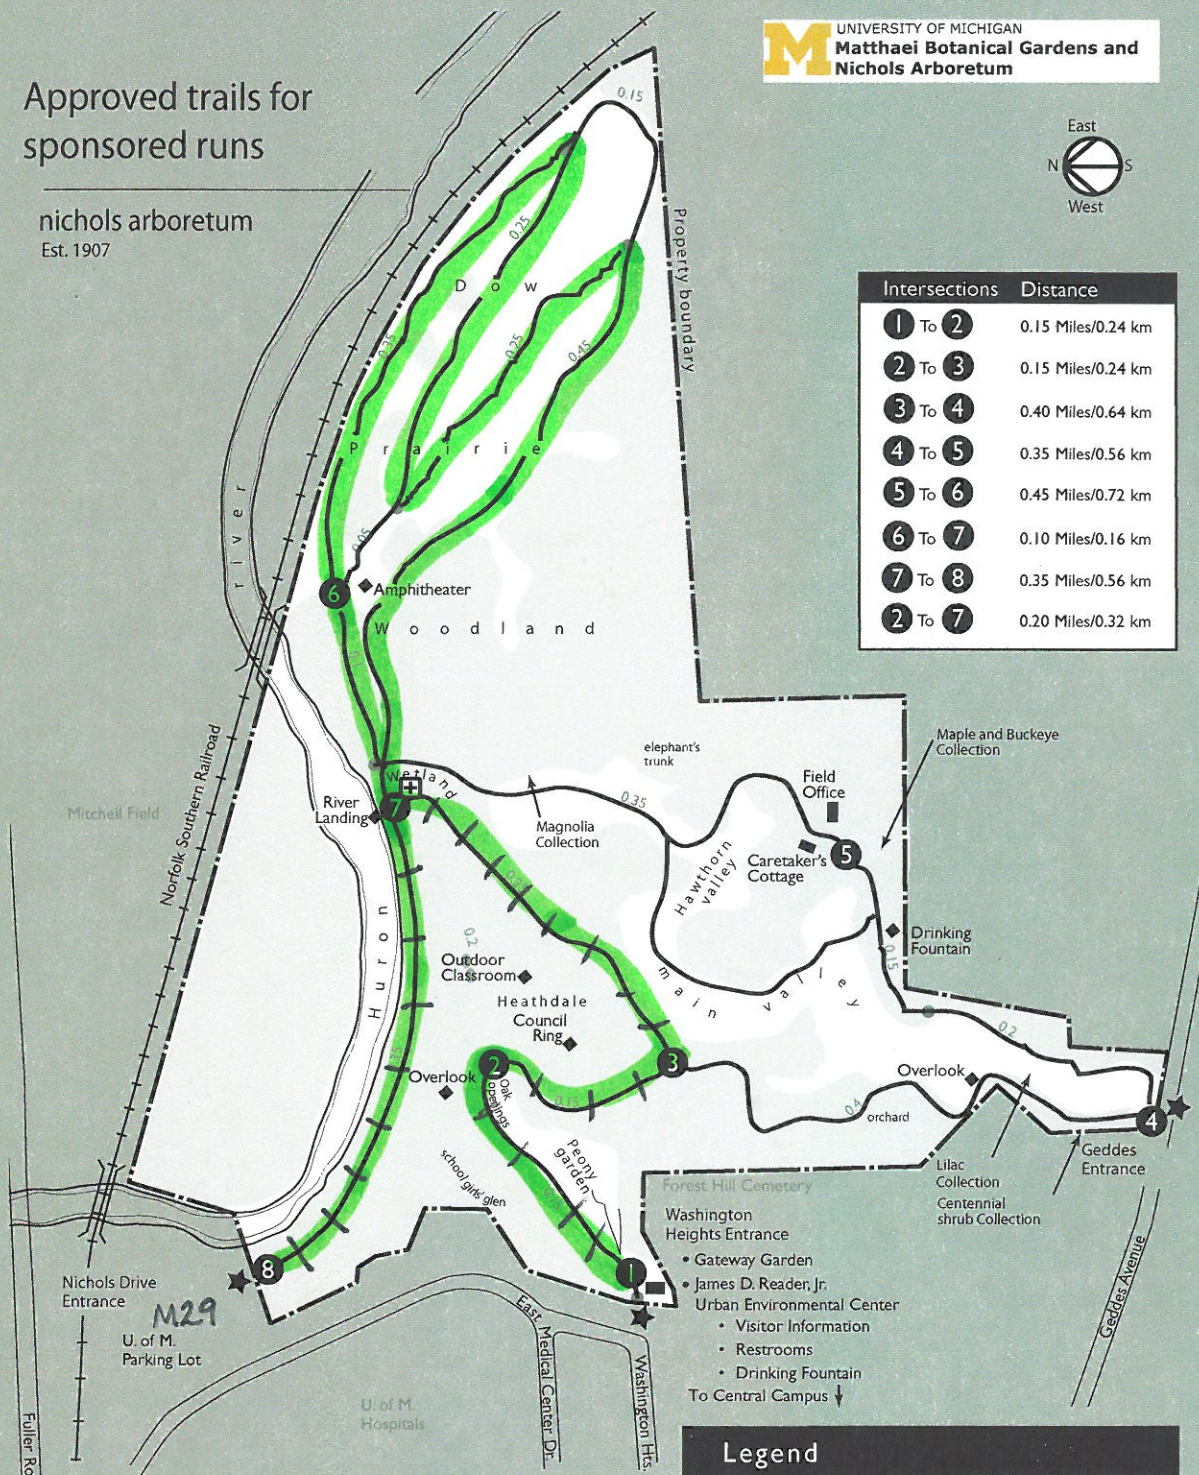 UNIVERSITY OF MICHIGAN
Matthaei Botanical Gardens and
Nichols Arboretum
Approved trails for
sponsored runs
nichols arboretum
Est. 1907
East
N
S
West
Intersections Distance
1 To 2 0.15 Miles/0.24 km
2 To 3 0.15 Miles/0.24 km
3 To 4 0.40 Miles/0.64 km
4 To 5 0.35 Miles/0.56 km
5 To 6 0.45 Miles/0.72 km
6 To 7 0.10 Miles/0.16 km
7 To 8 0.35 Miles/0.56 km
2 To 7 0.20 Miles/0.32 km
0.15
Property boundary
0.25
Dow
0.35
0.25
0.45
Prairie
river
0.05
6
Amphitheater
Woodland
Norfolk Southern Railroad
Mitchell Field
elephant's
trunk
Maple and Buckeye
Collection
Wetland
Field
Office
0.35
River
Landing
7
Magnolia
Collection
Hawthorn
valley
Caretaker's
Cottage
5
Huron
0.2
Drinking
Fountain
0.15
Outdoor
Classroom
main valley
Heathdale
Council
Ring
0.2
2
3
Overlook
Oak
openings
0.15
Overlook
0.4
orchard
4
Geddes
Entrance
Peony
garden
school girls' glen
Lilac
Collection
Centennial
shrub Collection
Forest Hill Cemetery
Washington
Heights Entrance
• Gateway Garden
• James D. Reader, Jr.
Urban Environmental Center
• Visitor Information
• Restrooms
• Drinking Fountain
To Central Campus
1
8
Nichols Drive
Entrance
M29
U. of M.
Parking Lot
U. of M.
Hospitals
East Medical Center Dr.
Washington Hts.
Geddes Avenue
Fuller Ro
Legend